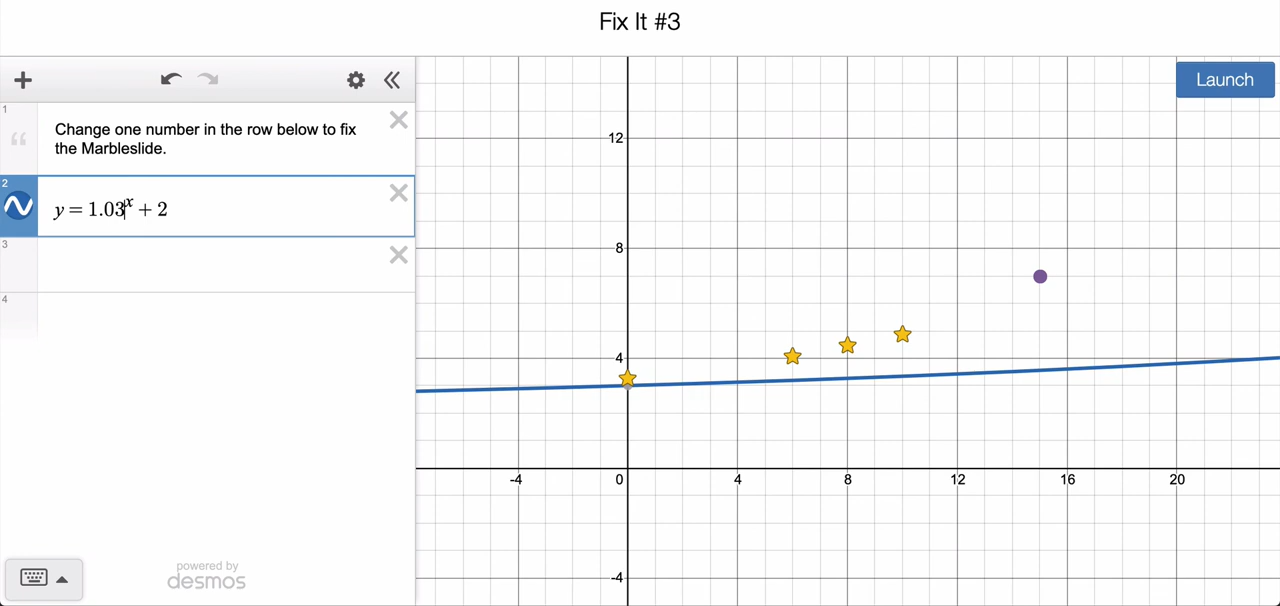 Fix It #3
Launch
1
“
Change one number in the row below to fix
the Marbleslide.
2
y = 1.03ˣ + 2
3
4
12
8
4
-4 0 4 8 12 16 20
-4
powered by
desmos